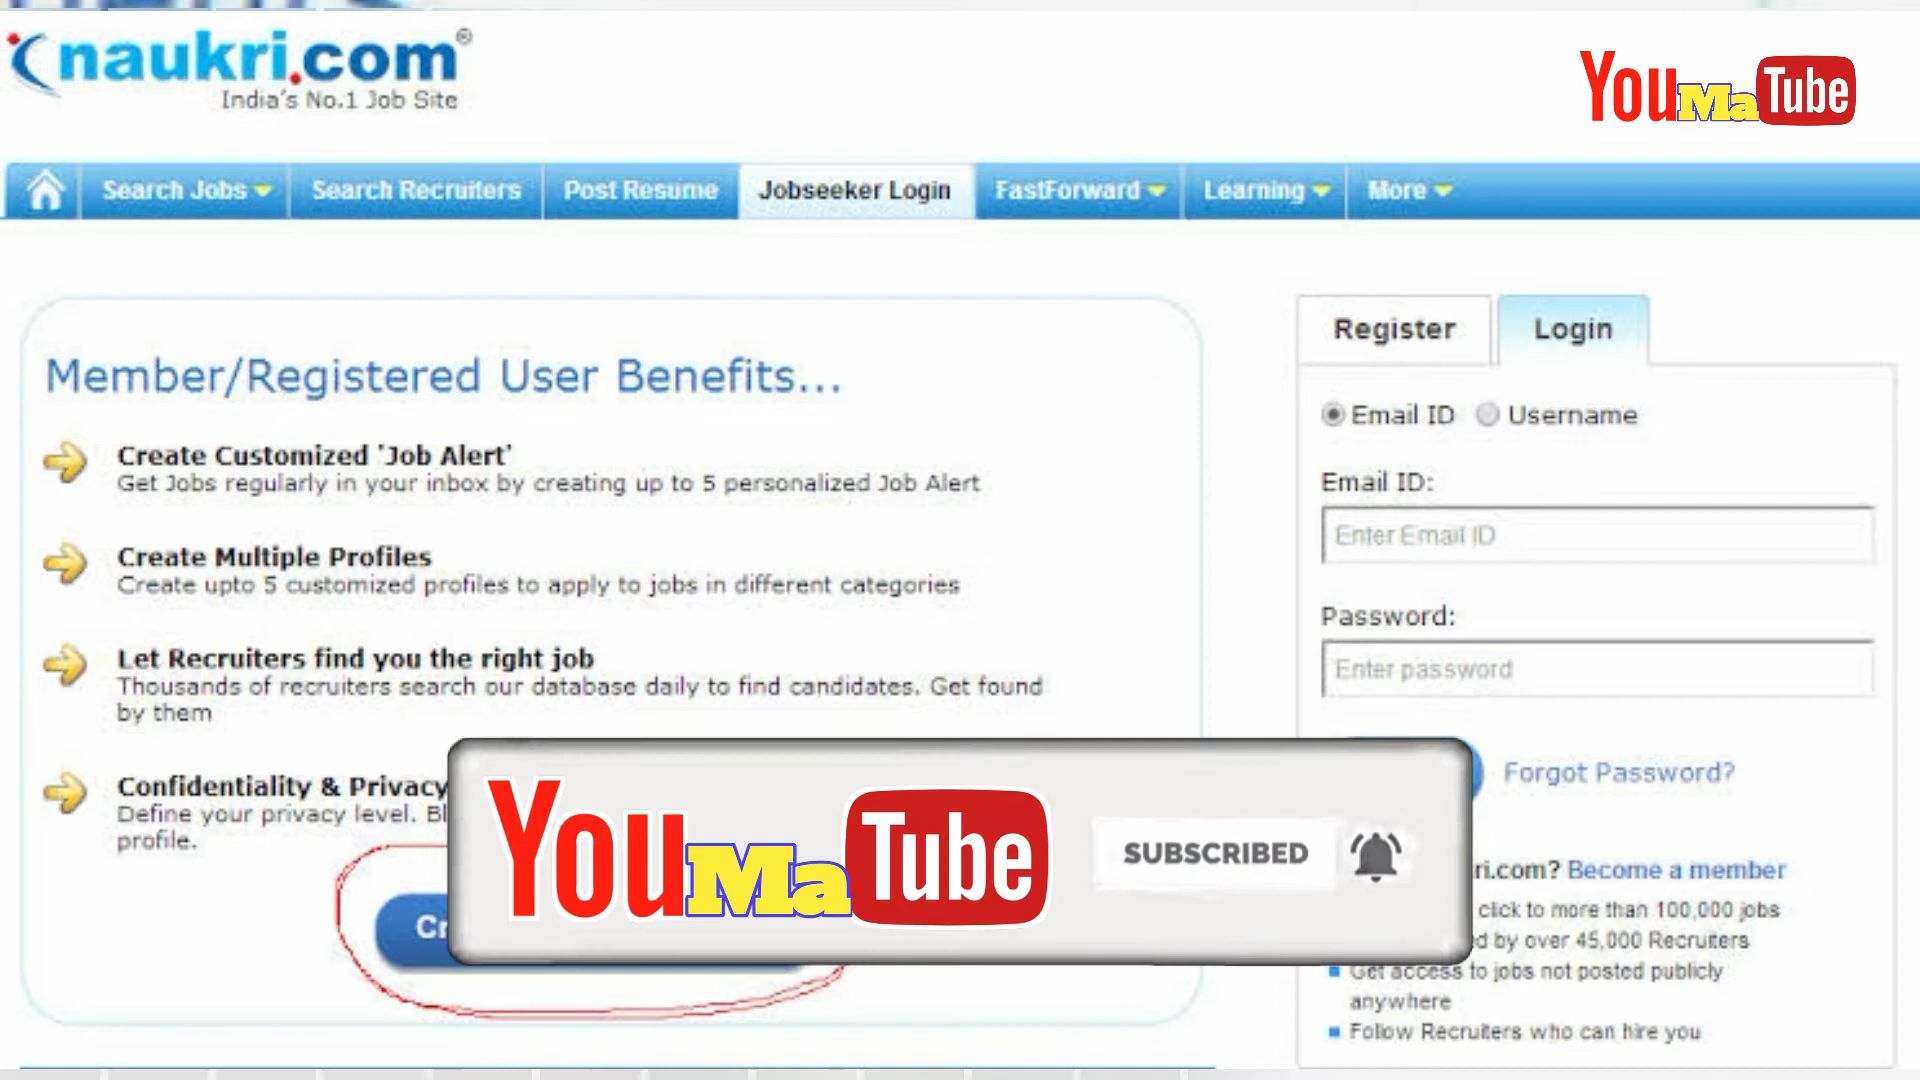 naukri.com®
India's No.1 Job Site
YouMaTube
Search Jobs
Search Recruiters
Post Resume
Jobseeker Login
FastForward
Learning
More
Member/Registered User Benefits...
Create Customized 'Job Alert'
Get Jobs regularly in your inbox by creating up to 5 personalized Job Alert
Create Multiple Profiles
Create upto 5 customized profiles to apply to jobs in different categories
Let Recruiters find you the right job
Thousands of recruiters search our database daily to find candidates. Get found
by them
Confidentiality & Privacy
Define your privacy level.
profile.
Register
Login
Email ID
Username
Email ID:
Enter Email ID
Password:
Enter password
Forgot Password?
ri.com? Become a member
click to more than 100,000 jobs
by over 45,000 Recruiters
Get access to jobs not posted publicly
anywhere
Follow Recruiters who can hire you
YouMaTube
SUBSCRIBED